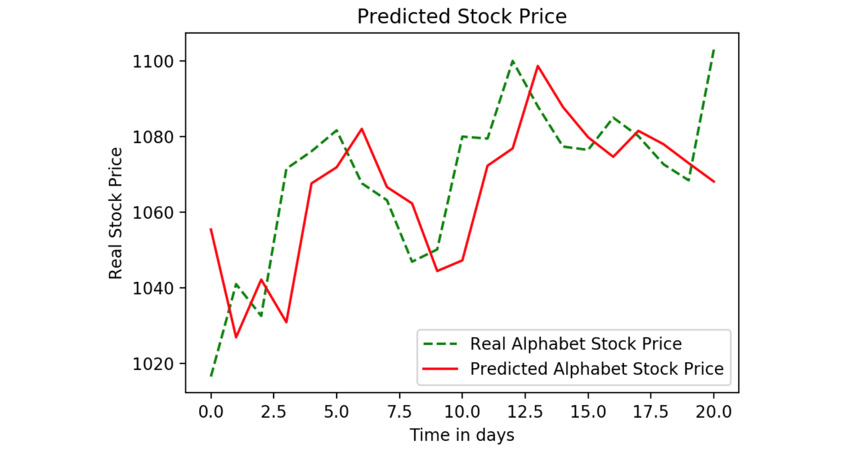 Predicted Stock Price
Real Stock Price
1100
1080
1060
1040
1020
Real Alphabet Stock Price
Predicted Alphabet Stock Price
0.0 2.5 5.0 7.5 10.0 12.5 15.0 17.5 20.0
Time in days